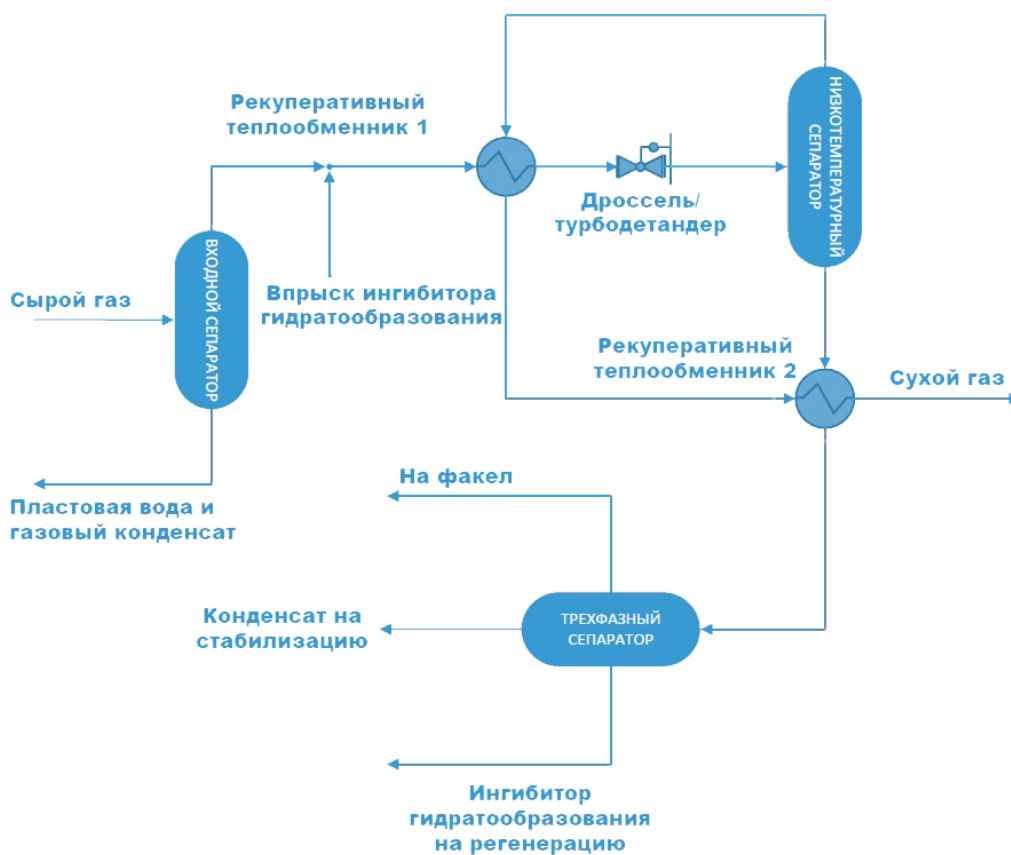 Рекуперативный
теплообменник 1
НИЗКОТЕМПЕРАТУРНЫЙ
СЕПАРАТОР
Дроссель/
турбодетандер
ВХОДНОЙ СЕПАРАТОР
Сырой газ
Впрыск ингибитора
гидратообразования
Рекуперативный
теплообменник 2
Сухой газ
Пластовая вода и
газовый конденсат
На факел
Конденсат на
стабилизацию
ТРЕХФАЗНЫЙ
СЕПАРАТОР
Ингибитор
гидратообразования
на регенерацию